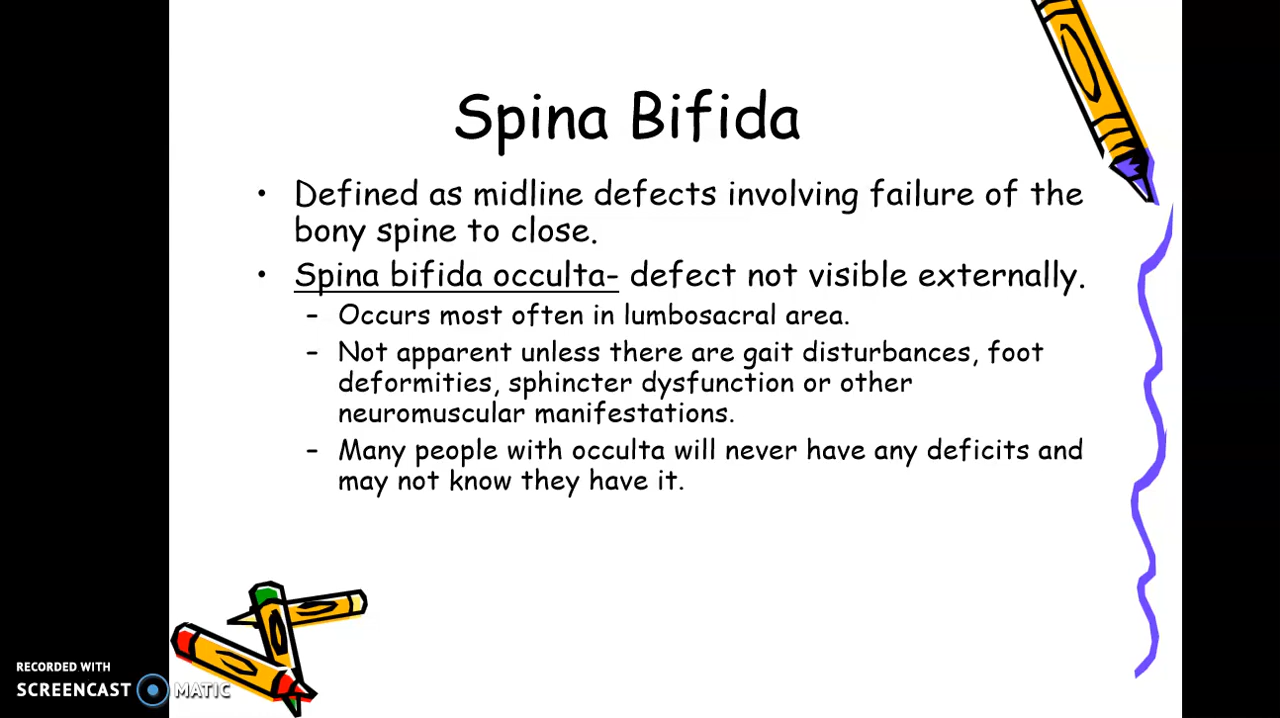 Spina Bifida
• Defined as midline defects involving failure of the
bony spine to close.
• Spina bifida occulta- defect not visible externally.
– Occurs most often in lumbosacral area.
– Not apparent unless there are gait disturbances, foot
deformities, sphincter dysfunction or other
neuromuscular manifestations.
– Many people with occulta will never have any deficits and
may not know they have it.
RECORDED WITH
SCREENCAST MATIC